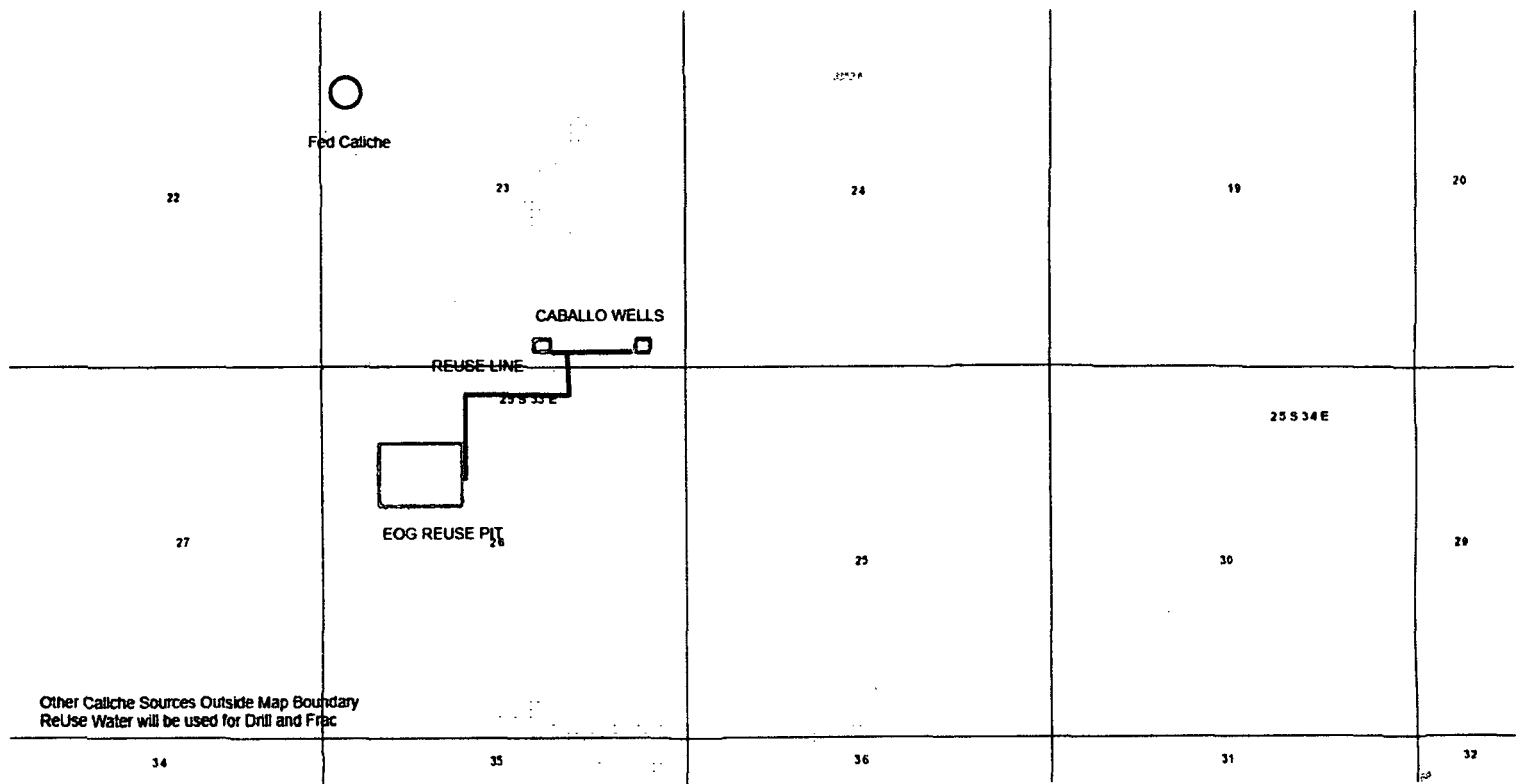 Fed Caliche
22
23
24
19
20
CABALLO WELLS
REUSE LINE
25 S 33 E
25 S 34 E
EOG REUSE PIT
26
27
25
30
29
Other Caliche Sources Outside Map Boundary
ReUse Water will be used for Drill and Frac
34
35
36
31
32